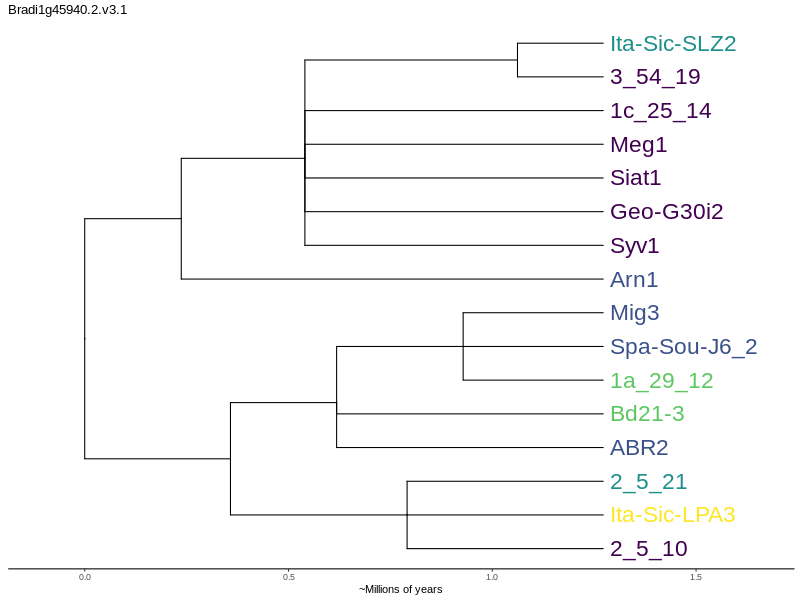 Bradi1g45940.2.v3.1
Ita-Sic-SLZ2
3_54_19
1c_25_14
Meg1
Siat1
Geo-G30i2
Syv1
Arn1
Mig3
Spa-Sou-J6_2
1a_29_12
Bd21-3
ABR2
2_5_21
Ita-Sic-LPA3
2_5_10
0.0 0.5 1.0 1.5
~Millions of years